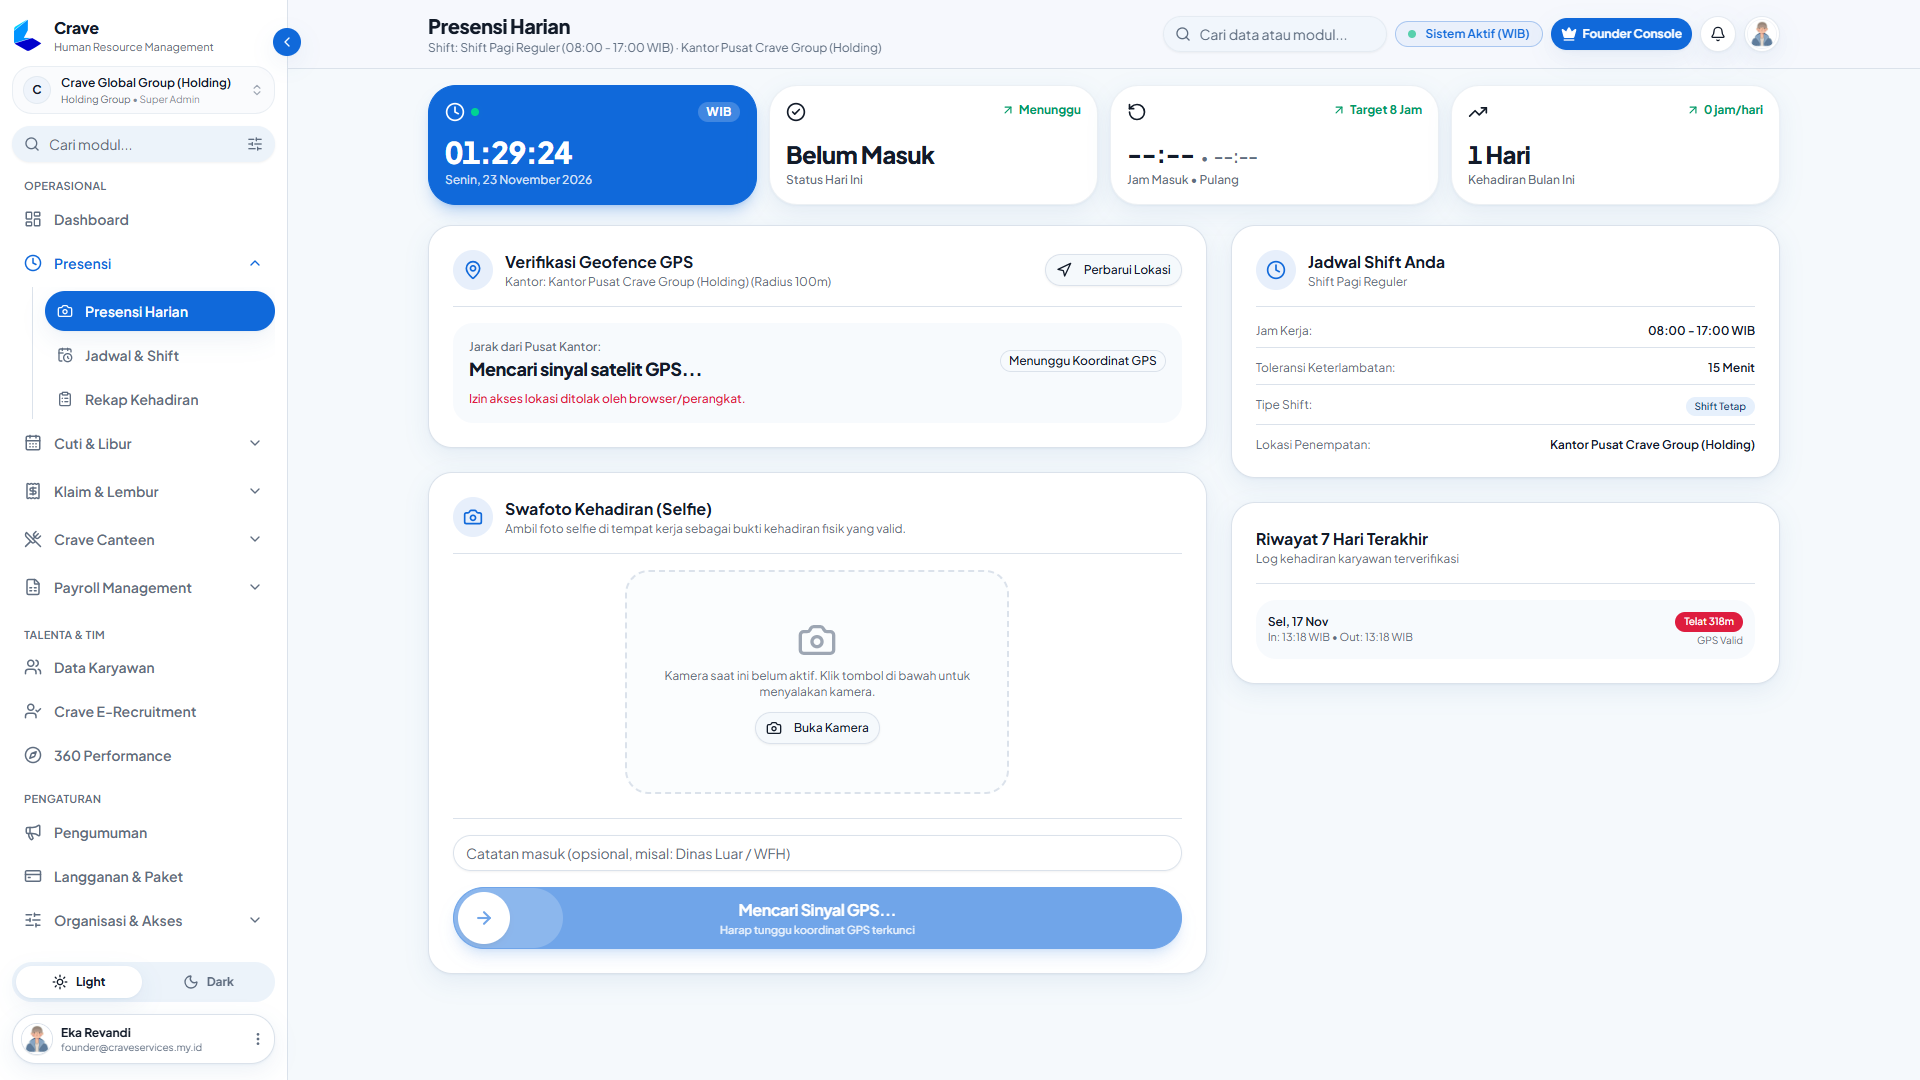 Crave
Human Resource Management
C
Crave Global Group (Holding)
Holding Group • Super Admin
Cari modul...
OPERASIONAL
Dashboard
Presensi
Presensi Harian
Jadwal & Shift
Rekap Kehadiran
Cuti & Libur
Klaim & Lembur
Crave Canteen
Payroll Management
TALENTA & TIM
Data Karyawan
Crave E-Recruitment
360 Performance
PENGATURAN
Pengumuman
Langganan & Paket
Organisasi & Akses
Light
Dark
Eka Revandi
founder@craveservices.my.id
Presensi Harian
Shift: Shift Pagi Reguler (08:00 - 17:00 WIB) · Kantor Pusat Crave Group (Holding)
Cari data atau modul...
Sistem Aktif (WIB)
Founder Console
WIB
01:29:24
Senin, 23 November 2026
Menunggu
Belum Masuk
Status Hari Ini
Target 8 Jam
--:-- • --:--
Jam Masuk • Pulang
0 jam/hari
1 Hari
Kehadiran Bulan Ini
Verifikasi Geofence GPS
Kantor: Kantor Pusat Crave Group (Holding) (Radius 100m)
Perbarui Lokasi
Jarak dari Pusat Kantor:
Mencari sinyal satelit GPS...
Izin akses lokasi ditolak oleh browser/perangkat.
Menunggu Koordinat GPS
Swafoto Kehadiran (Selfie)
Ambil foto selfie di tempat kerja sebagai bukti kehadiran fisik yang valid.
Kamera saat ini belum aktif. Klik tombol di bawah untuk
menyalakan kamera.
Buka Kamera
Catatan masuk (opsional, misal: Dinas Luar / WFH)
Mencari Sinyal GPS...
Harap tunggu koordinat GPS terkunci
Jadwal Shift Anda
Shift Pagi Reguler
Jam Kerja:
08:00 - 17:00 WIB
Toleransi Keterlambatan:
15 Menit
Tipe Shift:
Shift Tetap
Lokasi Penempatan:
Kantor Pusat Crave Group (Holding)
Riwayat 7 Hari Terakhir
Log kehadiran karyawan terverifikasi
Sel, 17 Nov
In: 13:18 WIB • Out: 13:18 WIB
Telat 318m
GPS Valid